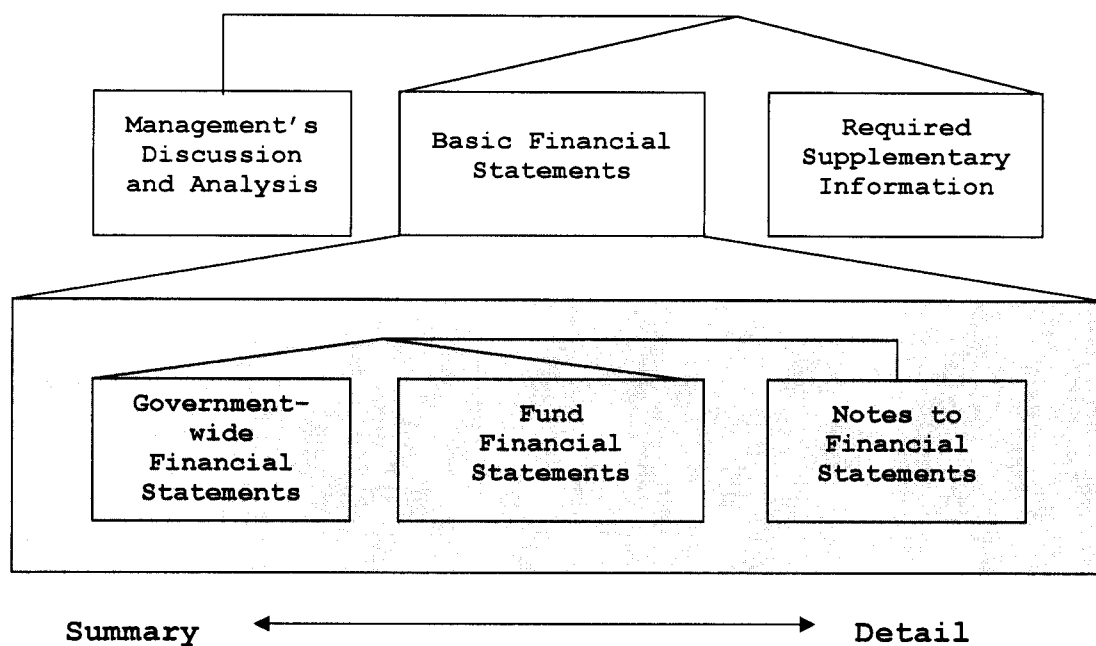 Management's
Discussion
and Analysis
Basic Financial
Statements
Required
Supplementary
Information
Government-
wide
Financial
Statements
Fund
Financial
Statements
Notes to
Financial
Statements
Summary
Detail